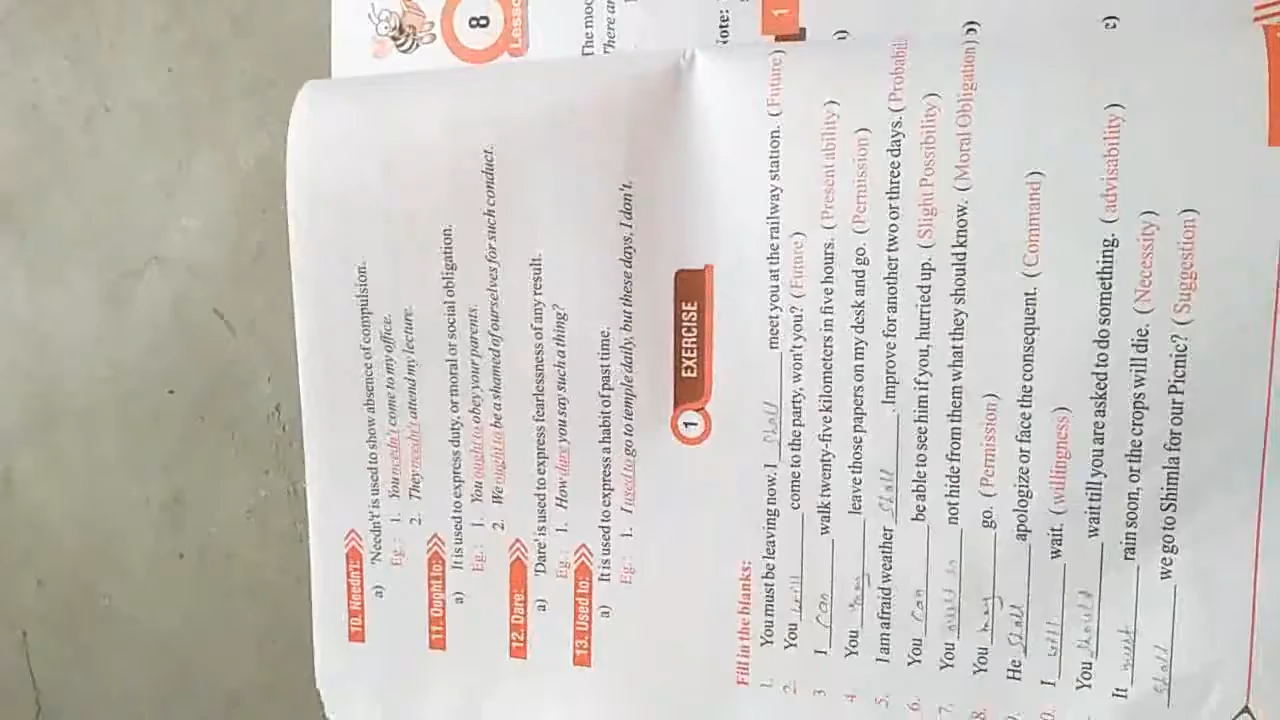 10. Needn't:
a) 'Needn't' is used to show absence of compulsion.
Eg. : 1. You needn't come to my office.
2. They needn't attend my lecture.
11. Ought to:
a) It is used to express duty, or moral or social obligation.
Eg. : 1. You ought to obey your parents.
2. We ought to be ashamed of ourselves for such conduct.
12. Dare:
a) 'Dare' is used to express fearlessness of any result.
Eg. : 1. How dare you say such a thing?
13. Used to:
a) It is used to express a habit of past time.
Eg. : 1. I used to go to temple daily, but these days, I don't.
1 EXERCISE
Fill in the blanks:
1. You must be leaving now. I shall meet you at the railway station. (Future)
2. You will come to the party, won't you? (Future)
3 I can walk twenty-five kilometers in five hours. (Present ability)
4 You may leave those papers on my desk and go. (Permission)
5. I am afraid weather shall .Improve for another two or three days. (Probabil
6. You can be able to see him if you, hurried up. (Slight Possibility)
7. You not hide from them what they should know. (Moral Obligation)
8. You may go. (Permission)
He shall apologize or face the consequent. (Command)
0. I will wait. (willingness)
You should wait till you are asked to do something. (advisability)
It must rain soon, or the crops will die. (Necessity)
shall we go to Shimla for our Picnic? (Suggestion)
8
Lesso
The moo
There ar
Note:
1
b)
c)